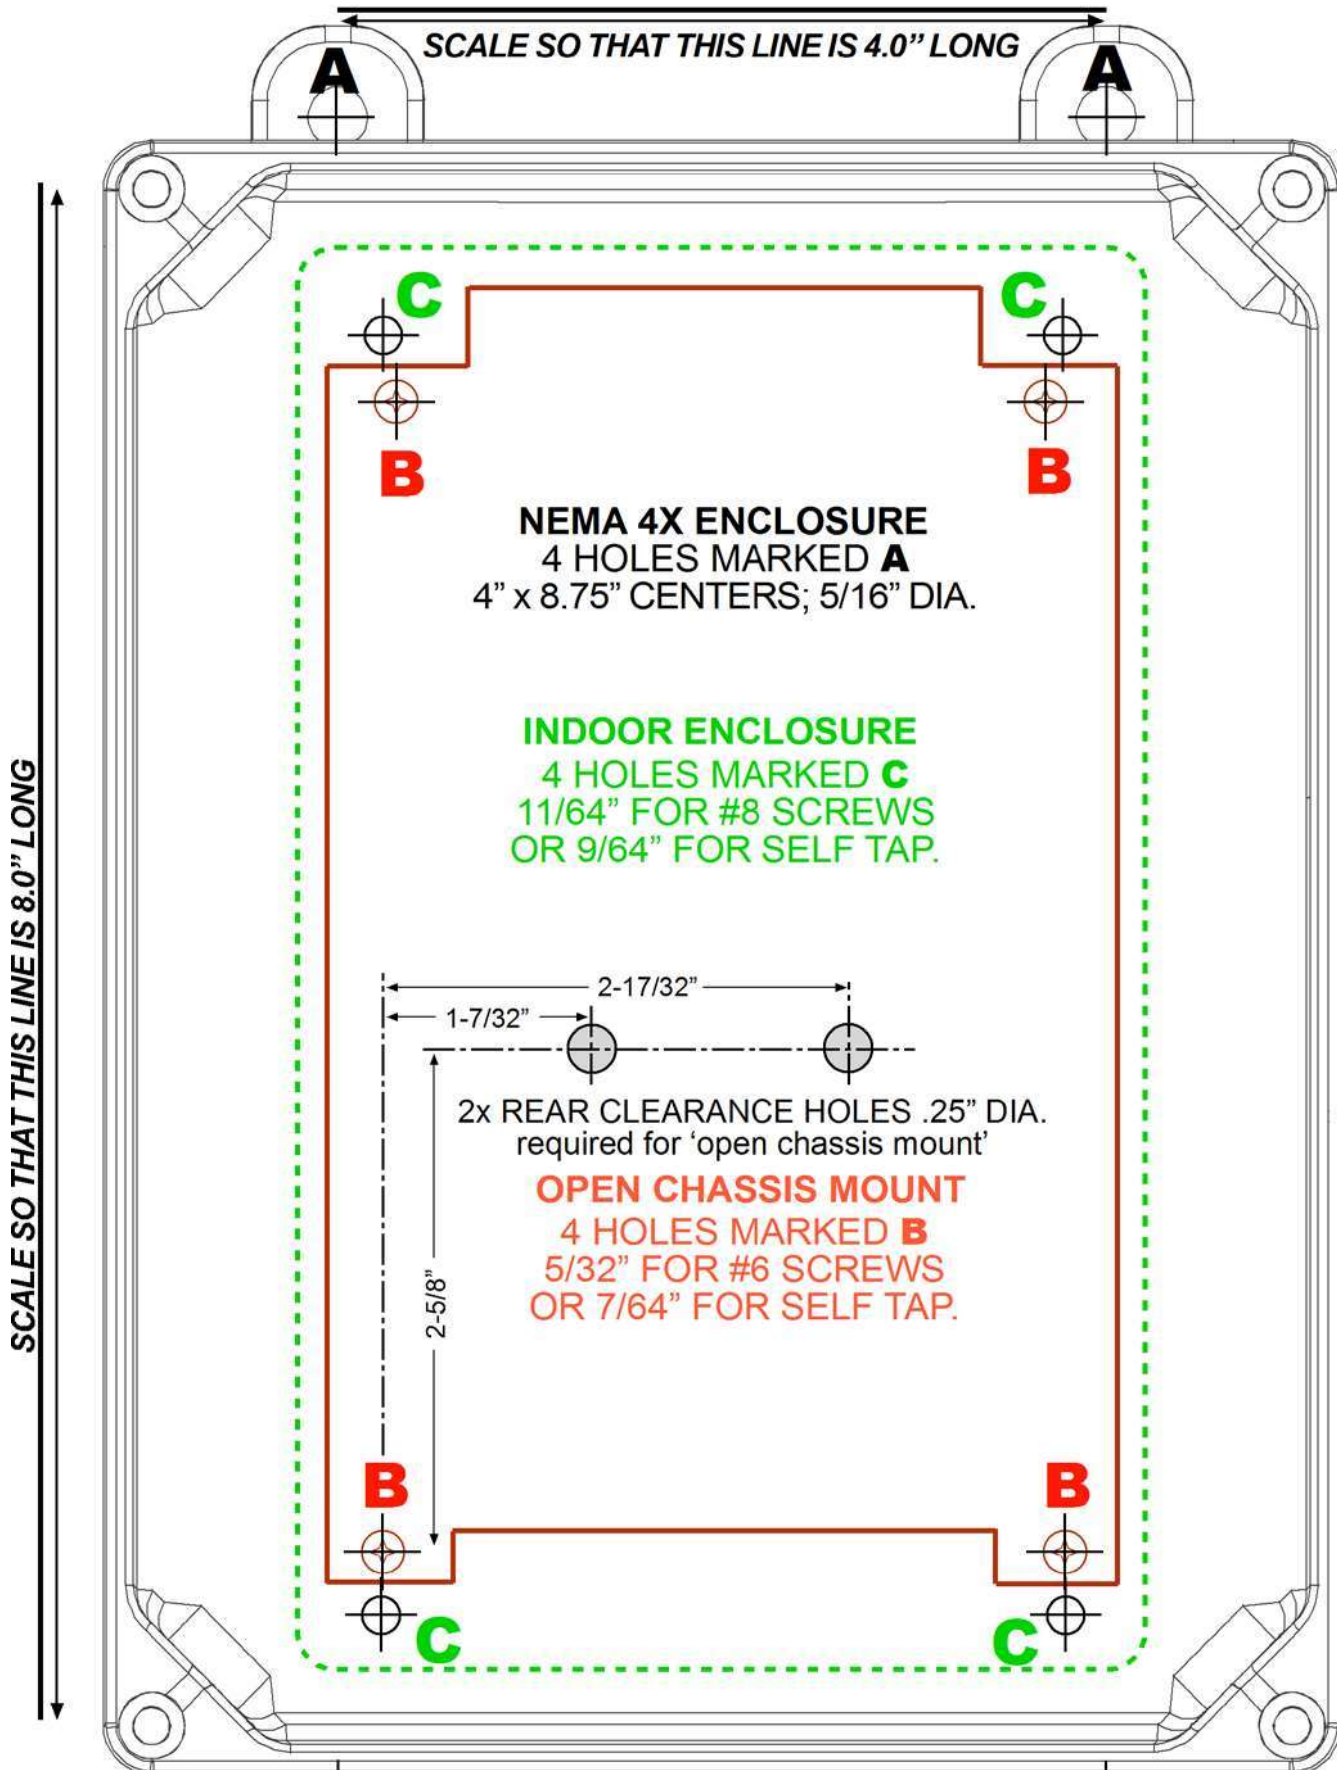 SCALE SO THAT THIS LINE IS 4.0” LONG
A
A
SCALE SO THAT THIS LINE IS 8.0” LONG
C
C
B
B
NEMA 4X ENCLOSURE
4 HOLES MARKED A
4” x 8.75” CENTERS; 5/16” DIA.
INDOOR ENCLOSURE
4 HOLES MARKED C
11/64” FOR #8 SCREWS
OR 9/64” FOR SELF TAP.
2-17/32”
1-7/32”
2x REAR CLEARANCE HOLES .25” DIA.
required for ‘open chassis mount’
OPEN CHASSIS MOUNT
4 HOLES MARKED B
5/32” FOR #6 SCREWS
OR 7/64” FOR SELF TAP.
2-5/8”
B
B
C
C